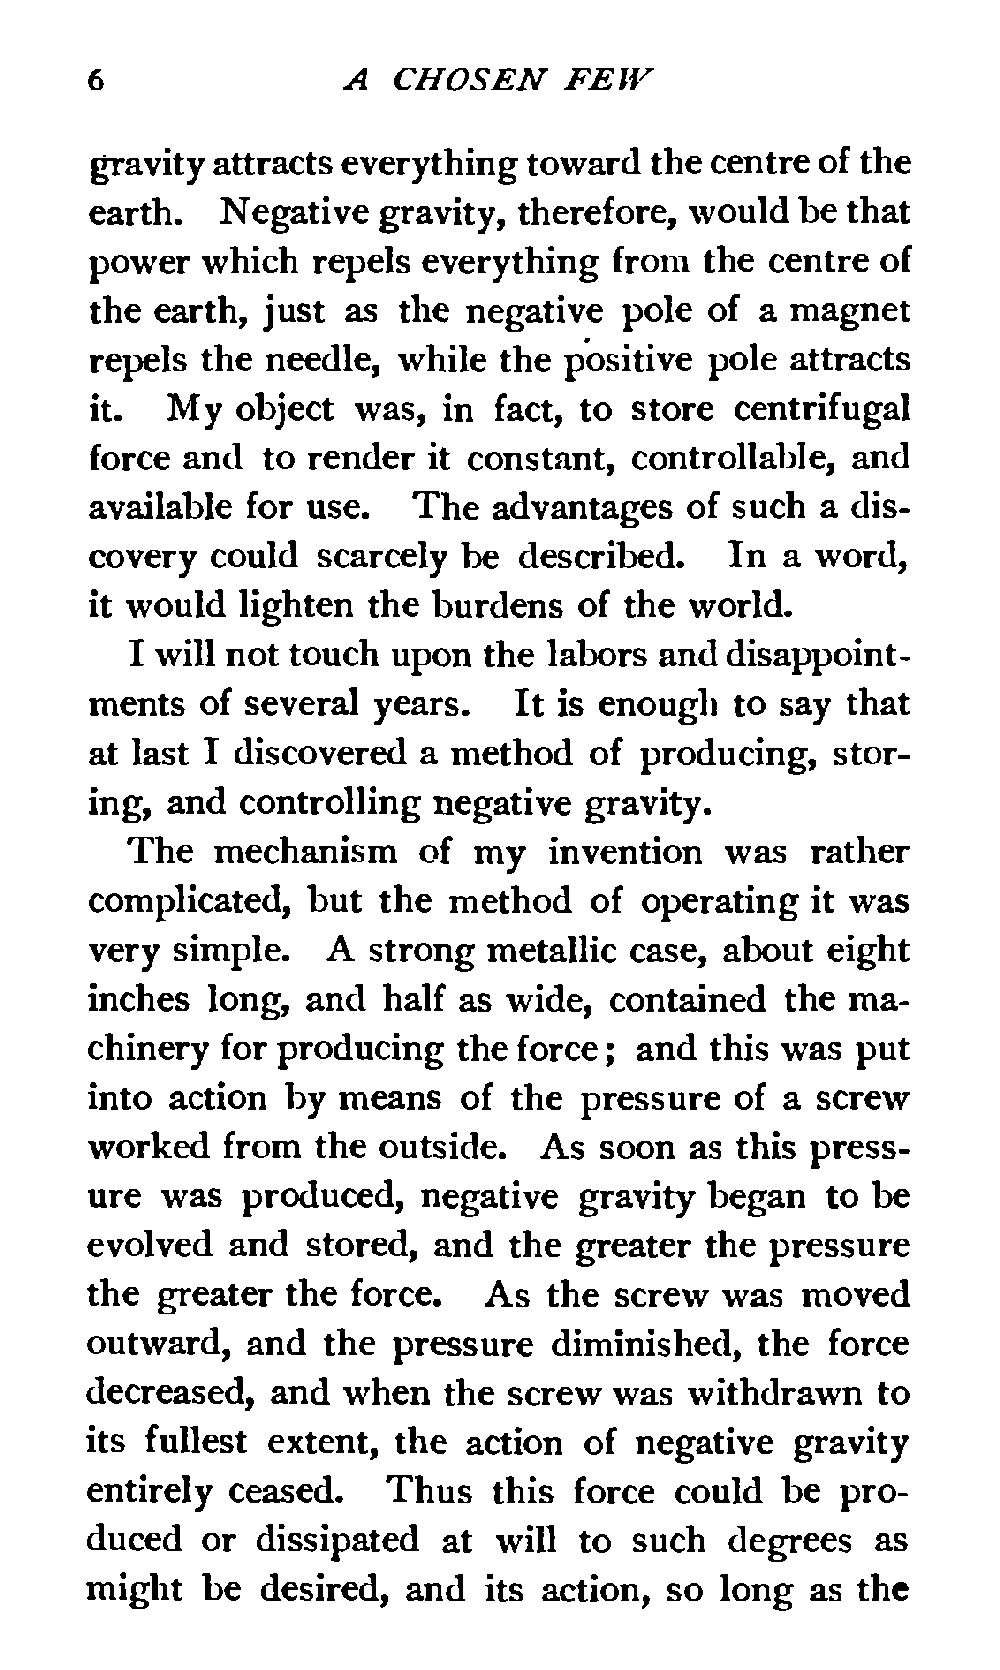 6 A CHOSEN FEW
gravity attracts everything toward the centre of the
earth. Negative gravity, therefore, would be that
power which repels everything from the centre of
the earth, just as the negative pole of a magnet
repels the needle, while the positive pole attracts
it. My object was, in fact, to store centrifugal
force and to render it constant, controllable, and
available for use. The advantages of such a dis-
covery could scarcely be described. In a word,
it would lighten the burdens of the world.
I will not touch upon the labors and disappoint-
ments of several years. It is enough to say that
at last I discovered a method of producing, stor-
ing, and controlling negative gravity.
The mechanism of my invention was rather
complicated, but the method of operating it was
very simple. A strong metallic case, about eight
inches long, and half as wide, contained the ma-
chinery for producing the force; and this was put
into action by means of the pressure of a screw
worked from the outside. As soon as this press-
ure was produced, negative gravity began to be
evolved and stored, and the greater the pressure
the greater the force. As the screw was moved
outward, and the pressure diminished, the force
decreased, and when the screw was withdrawn to
its fullest extent, the action of negative gravity
entirely ceased. Thus this force could be pro-
duced or dissipated at will to such degrees as
might be desired, and its action, so long as the